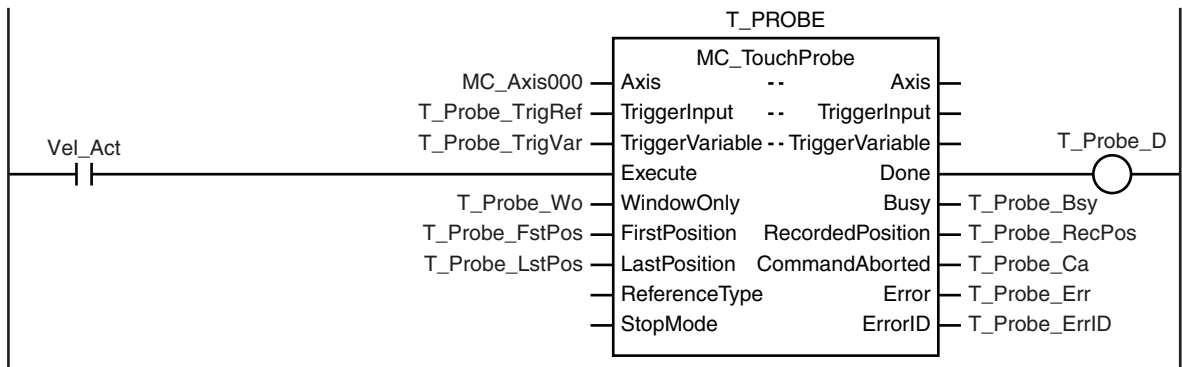 T_PROBE
MC_TouchProbe
MC_Axis000 Axis -- Axis
T_Probe_TrigRef TriggerInput -- TriggerInput
T_Probe_TrigVar TriggerVariable -- TriggerVariable
Vel_Act T_Probe_D
Execute Done
T_Probe_Wo WindowOnly Busy T_Probe_Bsy
T_Probe_FstPos FirstPosition RecordedPosition T_Probe_RecPos
T_Probe_LstPos LastPosition CommandAborted T_Probe_Ca
ReferenceType Error T_Probe_Err
StopMode ErrorID T_Probe_ErrID